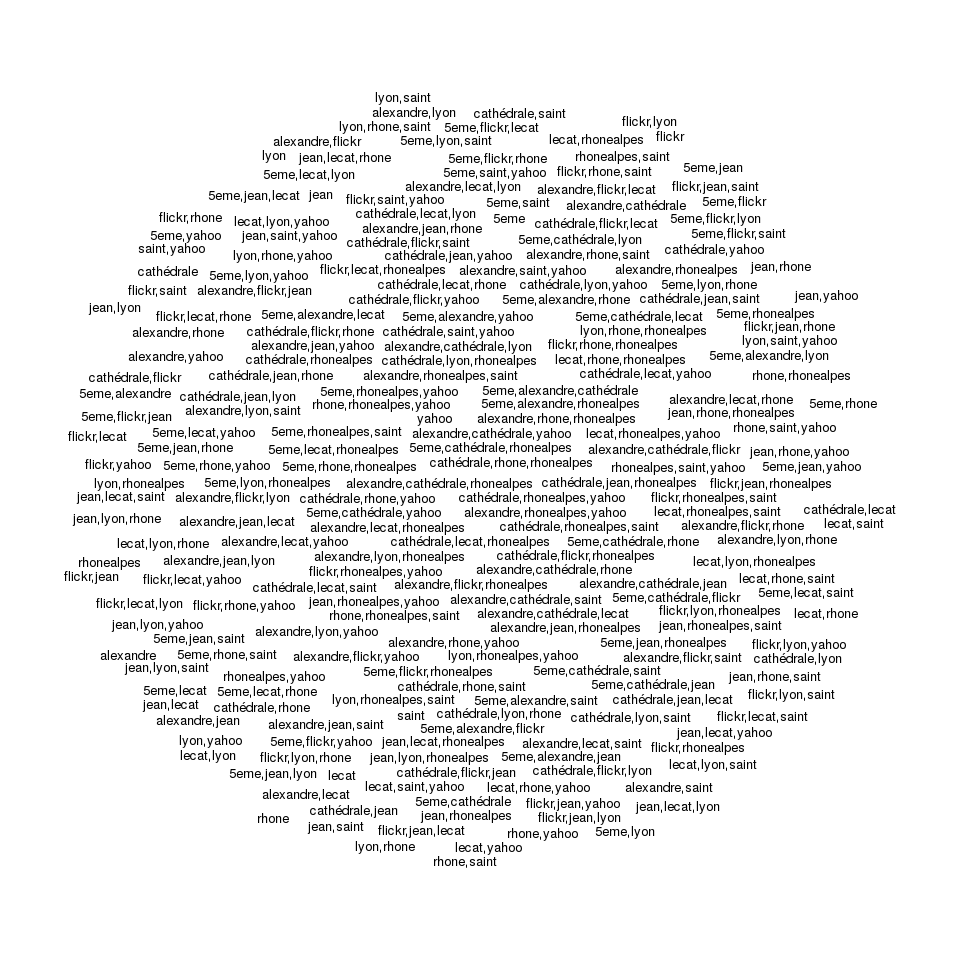 lyon,saint
alexandre,lyon cathédrale,saint
flickr,lyon
lyon,rhone,saint 5eme,flickr,lecat
alexandre,flickr 5eme,lyon,saint lecat,rhonealpes flickr
lyon jean,lecat,rhone 5eme,flickr,rhone rhonealpes,saint
5eme,lecat,lyon 5eme,saint,yahoo flickr,rhone,saint 5eme,jean
alexandre,lecat,lyon alexandre,flickr,lecat flickr,jean,saint
5eme,jean,lecat jean flickr,saint,yahoo 5eme,saint alexandre,cathédrale 5eme,flickr
flickr,rhone lecat,lyon,yahoo cathédrale,lecat,lyon 5eme cathédrale,flickr,lecat 5eme,flickr,lyon
5eme,yahoo jean,saint,yahoo alexandre,jean,rhone 5eme,cathédrale,lyon 5eme,flickr,saint
saint,yahoo lyon,rhone,yahoo cathédrale,flickr,saint cathédrale,jean,yahoo alexandre,rhone,saint cathédrale,yahoo
cathédrale 5eme,lyon,yahoo flickr,lecat,rhonealpes alexandre,saint,yahoo alexandre,rhonealpes jean,rhone
flickr,saint alexandre,flickr,jean cathédrale,lecat,rhone cathédrale,lyon,yahoo 5eme,lyon,rhone
jean,lyon cathédrale,flickr,yahoo 5eme,alexandre,rhone cathédrale,jean,saint jean,yahoo
flickr,lecat,rhone 5eme,alexandre,lecat 5eme,alexandre,yahoo 5eme,cathédrale,lecat 5eme,rhonealpes
alexandre,rhone cathédrale,flickr,rhone cathédrale,saint,yahoo lyon,rhone,rhonealpes flickr,jean,rhone
alexandre,jean,yahoo alexandre,cathédrale,lyon flickr,rhone,rhonealpes lyon,saint,yahoo
alexandre,yahoo cathédrale,rhonealpes cathédrale,lyon,rhonealpes lecat,rhone,rhonealpes 5eme,alexandre,lyon
cathédrale,flickr cathédrale,jean,rhone alexandre,rhonealpes,saint cathédrale,lecat,yahoo rhone,rhonealpes
5eme,alexandre cathédrale,jean,lyon 5eme,rhonealpes,yahoo 5eme,alexandre,cathédrale
alexandre,lyon,saint rhone,rhonealpes,yahoo 5eme,alexandre,rhonealpes alexandre,lecat,rhone 5eme,rhone
5eme,flickr,jean yahoo alexandre,rhone,rhonealpes jean,rhone,rhonealpes
flickr,lecat 5eme,lecat,yahoo 5eme,rhonealpes,saint alexandre,cathédrale,yahoo lecat,rhonealpes,yahoo rhone,saint,yahoo
5eme,jean,rhone 5eme,lecat,rhonealpes 5eme,cathédrale,rhonealpes alexandre,cathédrale,flickr jean,rhone,yahoo
flickr,yahoo 5eme,rhone,yahoo 5eme,rhone,rhonealpes cathédrale,rhone,rhonealpes rhonealpes,saint,yahoo 5eme,jean,yahoo
lyon,rhonealpes 5eme,lyon,rhonealpes alexandre,cathédrale,rhonealpes cathédrale,jean,rhonealpes flickr,jean,rhonealpes
jean,lecat,saint alexandre,flickr,lyon cathédrale,rhone,yahoo cathédrale,rhonealpes,yahoo flickr,rhonealpes,saint
jean,lyon,rhone alexandre,jean,lecat 5eme,cathédrale,yahoo alexandre,rhonealpes,yahoo lecat,rhonealpes,saint cathédrale,lecat
alexandre,lecat,rhonealpes cathédrale,rhonealpes,saint alexandre,flickr,rhone lecat,saint
lecat,lyon,rhone alexandre,lecat,yahoo cathédrale,lecat,rhonealpes 5eme,cathédrale,rhone alexandre,lyon,rhone
rhonealpes alexandre,jean,lyon alexandre,lyon,rhonealpes cathédrale,flickr,rhonealpes lecat,lyon,rhonealpes
flickr,jean flickr,lecat,yahoo flickr,rhonealpes,yahoo alexandre,cathédrale,rhone
cathédrale,lecat,saint alexandre,flickr,rhonealpes alexandre,cathédrale,jean lecat,rhone,saint
flickr,lecat,lyon flickr,rhone,yahoo jean,rhonealpes,yahoo alexandre,cathédrale,saint 5eme,cathédrale,flickr 5eme,lecat,saint
rhone,rhonealpes,saint alexandre,cathédrale,lecat flickr,lyon,rhonealpes lecat,rhone
jean,lyon,yahoo alexandre,lyon,yahoo alexandre,jean,rhonealpes jean,rhonealpes,saint
5eme,jean,saint alexandre,rhone,yahoo 5eme,jean,rhonealpes flickr,lyon,yahoo
alexandre 5eme,rhone,saint alexandre,flickr,yahoo lyon,rhonealpes,yahoo alexandre,flickr,saint cathédrale,lyon
jean,lyon,saint rhonealpes,yahoo 5eme,flickr,rhonealpes 5eme,cathédrale,saint jean,rhone,saint
5eme,lecat 5eme,lecat,rhone cathédrale,rhone,saint 5eme,cathédrale,jean flickr,lyon,saint
jean,lecat cathédrale,rhone lyon,rhonealpes,saint 5eme,alexandre,saint cathédrale,jean,lecat
alexandre,jean alexandre,jean,saint saint cathédrale,lyon,rhone cathédrale,lyon,saint flickr,lecat,saint
5eme,alexandre,flickr jean,lecat,yahoo
lyon,yahoo 5eme,flickr,yahoo jean,lecat,rhonealpes alexandre,lecat,saint flickr,rhonealpes
lecat,lyon flickr,lyon,rhone jean,lyon,rhonealpes 5eme,alexandre,jean lecat,lyon,saint
5eme,jean,lyon lecat cathédrale,flickr,jean cathédrale,flickr,lyon
alexandre,lecat lecat,saint,yahoo lecat,rhone,yahoo alexandre,saint
5eme,cathédrale flickr,jean,yahoo jean,lecat,lyon
rhone cathédrale,jean jean,rhonealpes flickr,jean,lyon
jean,saint flickr,jean,lecat rhone,yahoo 5eme,lyon
lyon,rhone lecat,yahoo
rhone,saint